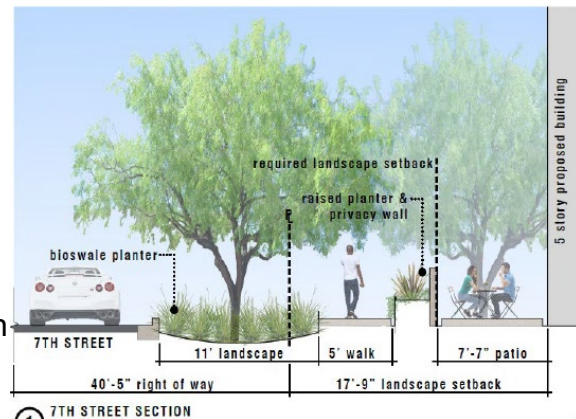 required landscape setback
raised planter &
privacy wall
PL
bioswale planter
5 story proposed building
7TH STREET
11' landscape
5' walk
7'-7" patio
40'-5" right of way
17'-9" landscape setback
1
7TH STREET SECTION